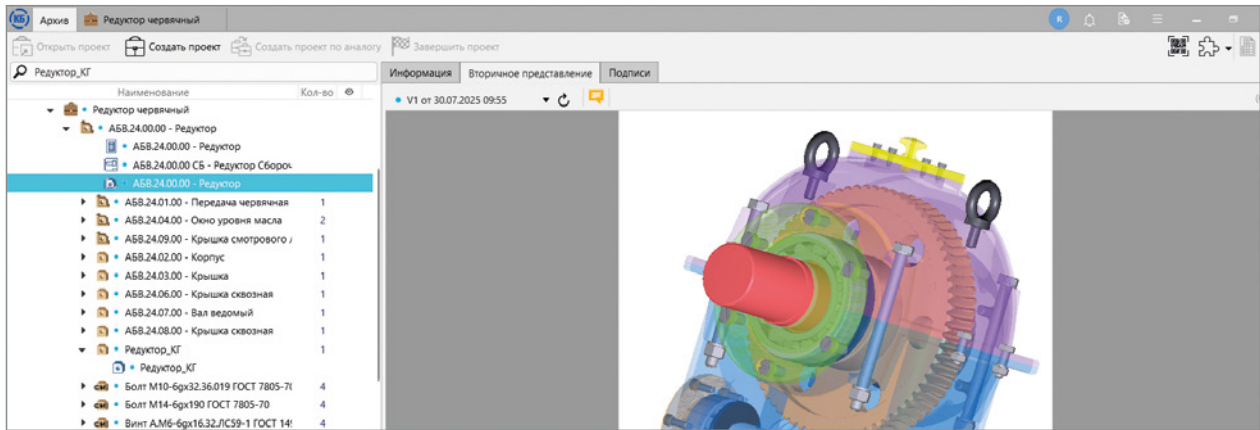 КБ Архив Редуктор червячный R
Открыть проект Создать проект Создать проект по аналогу Завершить проект
Редуктор_КГ
Информация Вторичное представление Подписи
Наименование Кол-во
V1 от 30.07.2025 09:55
Редуктор червячный
АБВ.24.00.00 - Редуктор
АБВ.24.00.00 - Редуктор
АБВ.24.00.00 СБ - Редуктор Сбороч
АБВ.24.00.00 - Редуктор
АБВ.24.01.00 - Передача червячная 1
АБВ.24.04.00 - Окно уровня масла 2
АБВ.24.09.00 - Крышка смотрового 1
АБВ.24.02.00 - Корпус 1
АБВ.24.03.00 - Крышка 1
АБВ.24.06.00 - Крышка сквозная 1
АБВ.24.07.00 - Вал ведомый 1
АБВ.24.08.00 - Крышка сквозная 1
Редуктор_КГ 1
Редуктор_КГ
Болт М10-6gx32.36.019 ГОСТ 7805-7( 4
Болт М14-6gx190 ГОСТ 7805-70 4
Винт А.М6-6gx16.32.ЛС59-1 ГОСТ 4